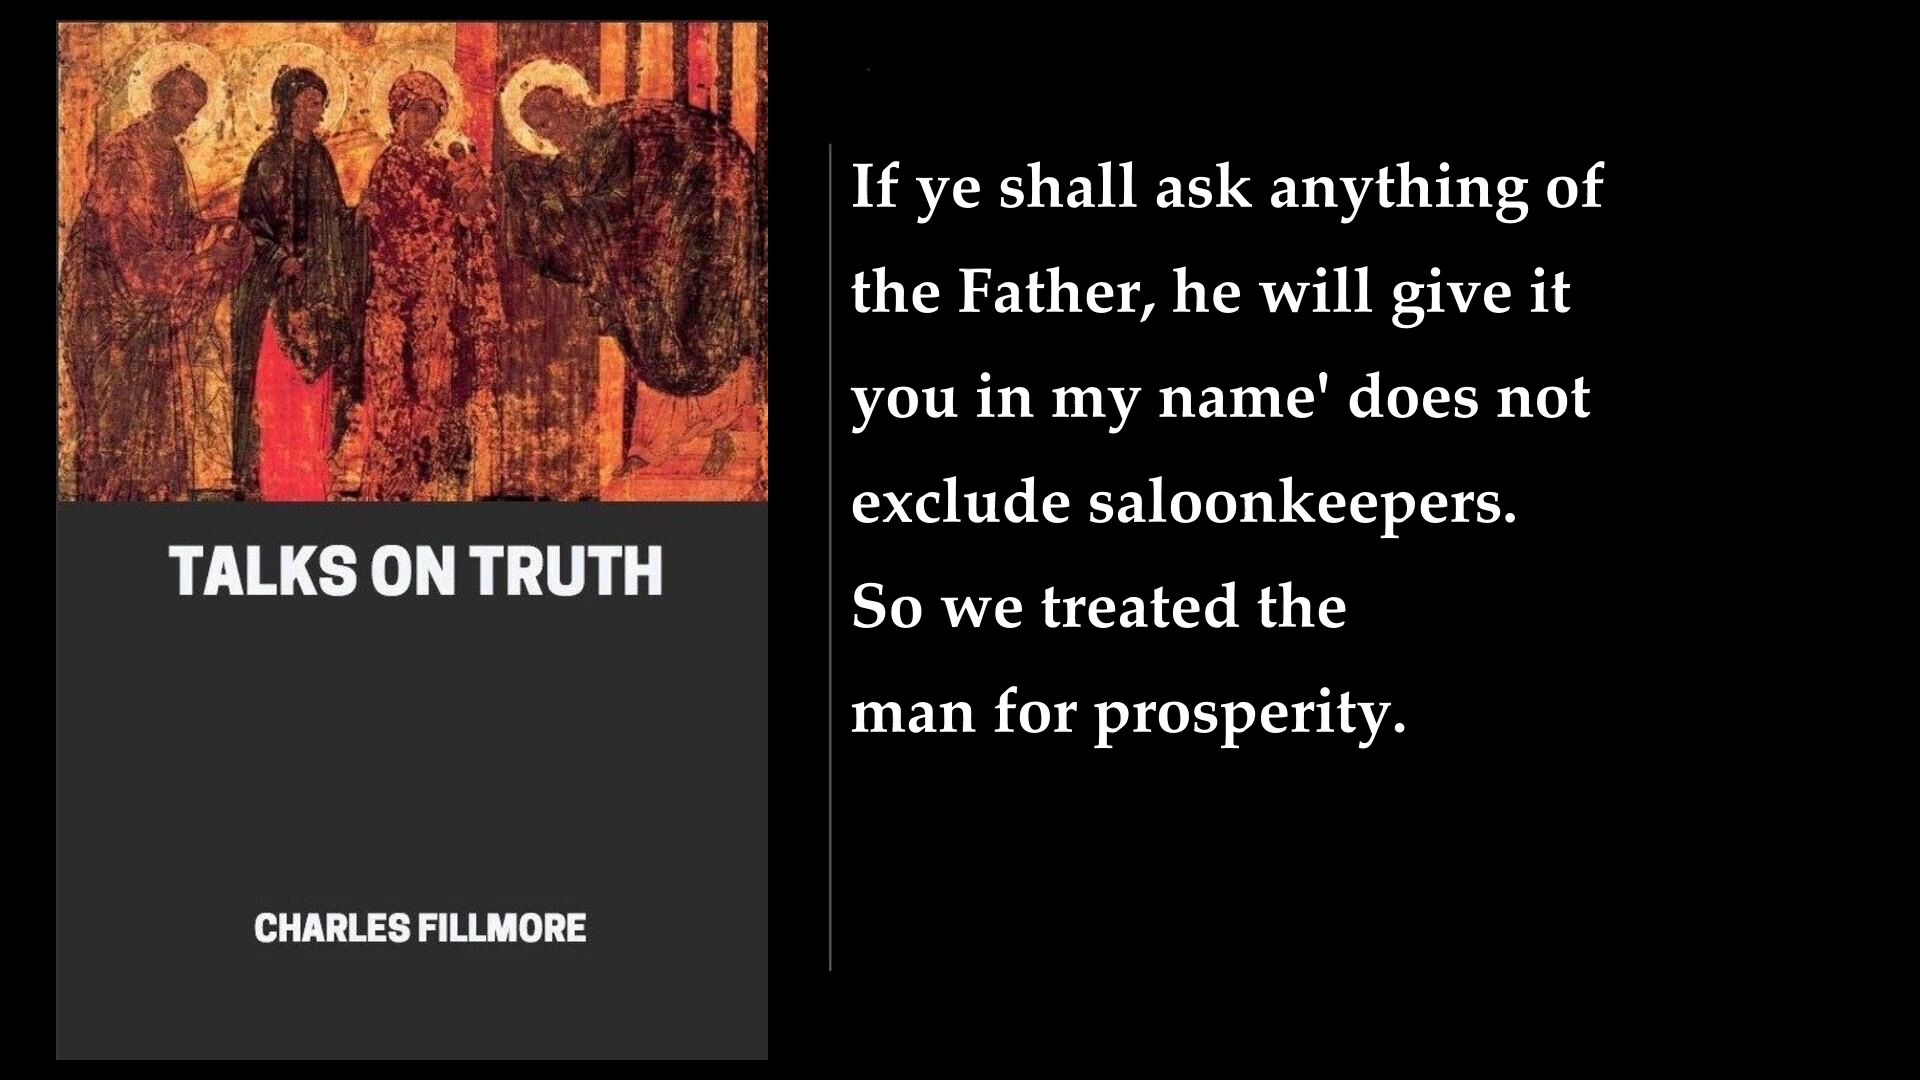 TALKS ON TRUTH
CHARLES FILLMORE
If ye shall ask anything of
the Father, he will give it
you in my name' does not
exclude saloonkeepers.
So we treated the
man for prosperity.